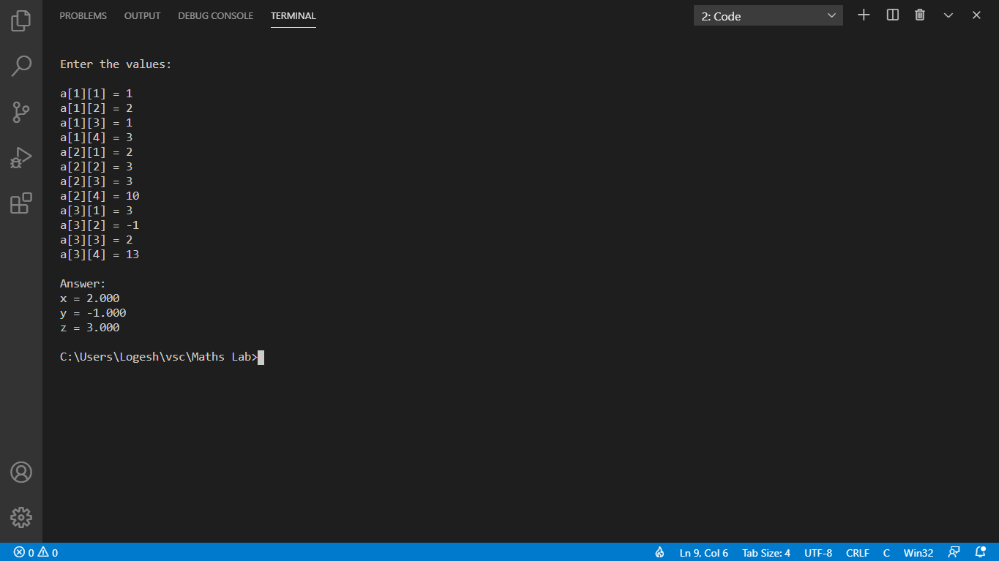 PROBLEMS OUTPUT DEBUG CONSOLE TERMINAL 2: Code
Enter the values:
a[1][1] = 1
a[1][2] = 2
a[1][3] = 1
a[1][4] = 3
a[2][1] = 2
a[2][2] = 3
a[2][3] = 3
a[2][4] = 10
a[3][1] = 3
a[3][2] = -1
a[3][3] = 2
a[3][4] = 13
Answer:
x = 2.000
y = -1.000
z = 3.000
C:\Users\Logesh\vsc\Maths Lab>
0 0 Ln 9, Col 6 Tab Size: 4 UTF-8 CRLF C Win32